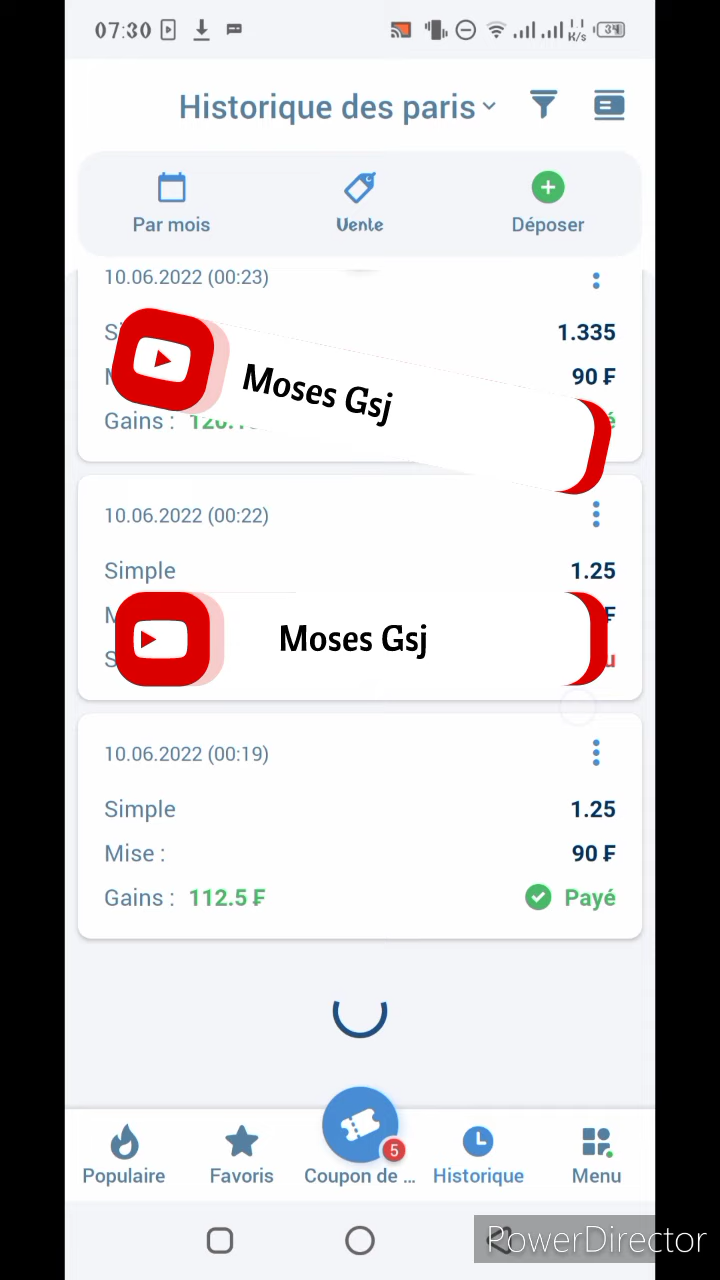 07:30
K/s
34
Historique des paris
Par mois
Vente
Déposer
10.06.2022 (00:23)
1.335
Moses Gsj
90 ₣
Gains :
10.06.2022 (00:22)
Simple
1.25
Moses Gsj
10.06.2022 (00:19)
Simple
1.25
Mise :
90 ₣
Gains : 112.5 ₣
Payé
5
Populaire
Favoris
Coupon de ...
Historique
Menu
PowerDirector